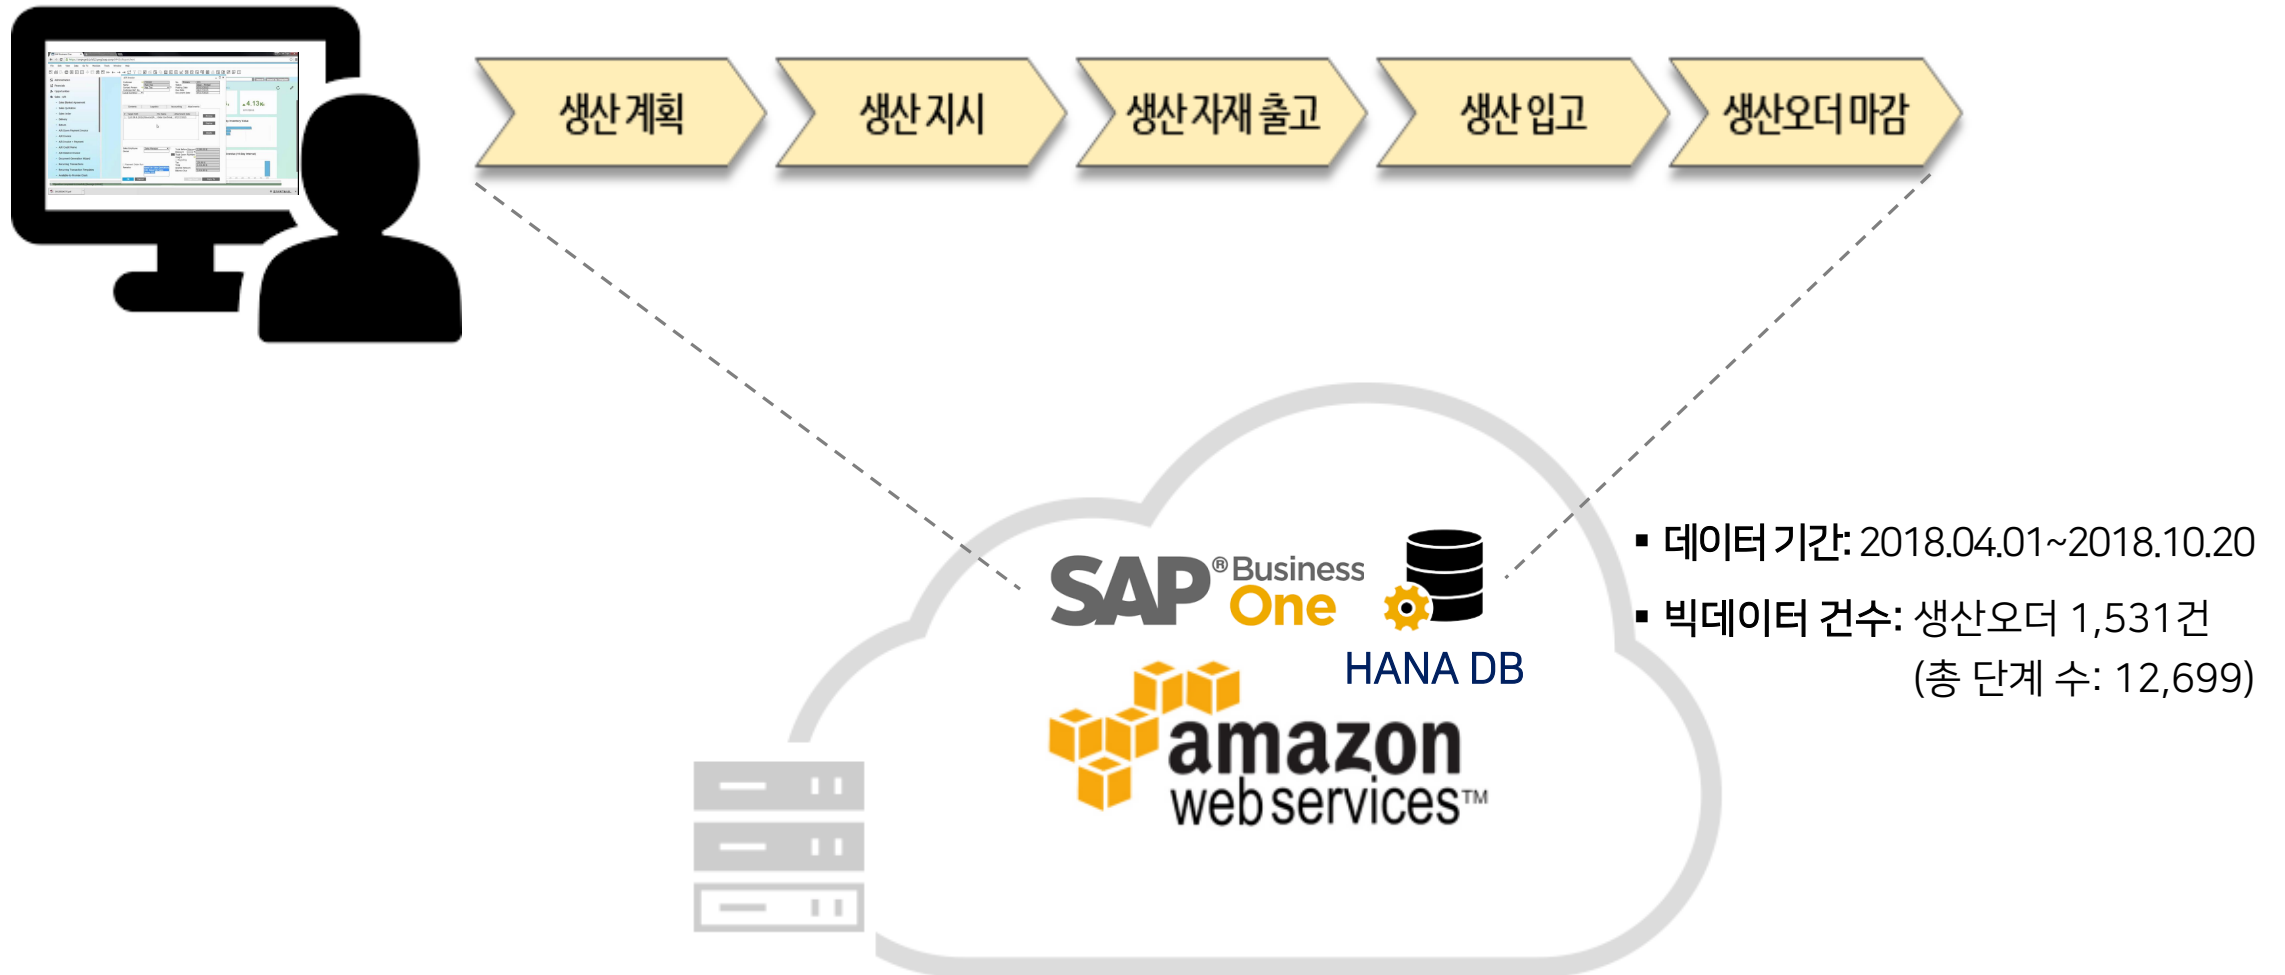 생산 계획
생산 지시
생산 자재 출고
생산 입고
생산오더 마감
4.13%
SAP® Business One
HANA DB
amazon
web services™
▪ 데이터 기간: 2018.04.01~2018.10.20
▪ 빅데이터 건수: 생산오더 1,531건
(총 단계 수: 12,699)